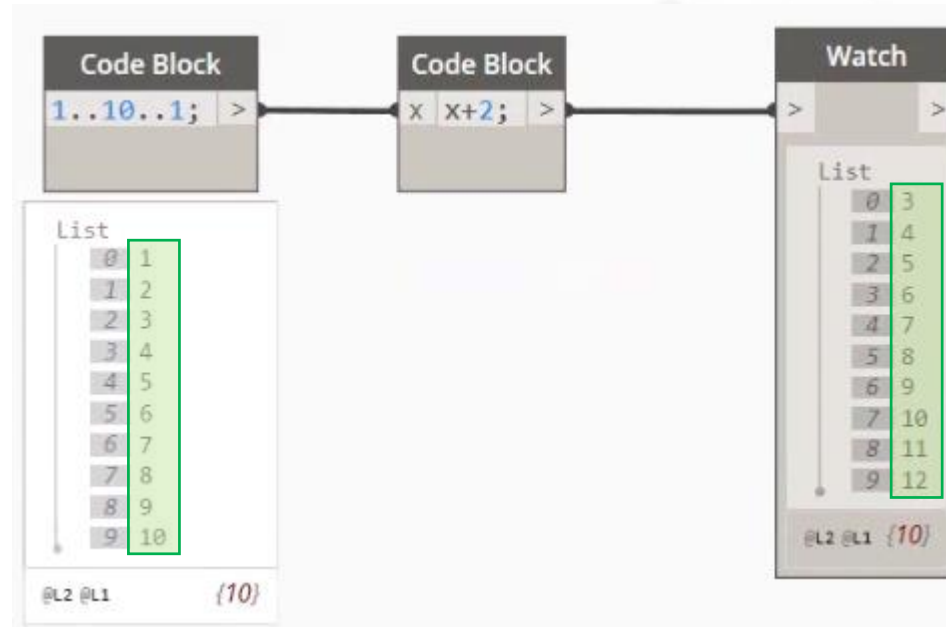 Code Block
1..10..1; >
List
0 1
1 2
2 3
3 4
4 5
5 6
6 7
7 8
8 9
9 10
@L2 @L1 {10}
Code Block
x x+2; >
Watch
> >
List
0 3
1 4
2 5
3 6
4 7
5 8
6 9
7 10
8 11
9 12
@L2 @L1 {10}